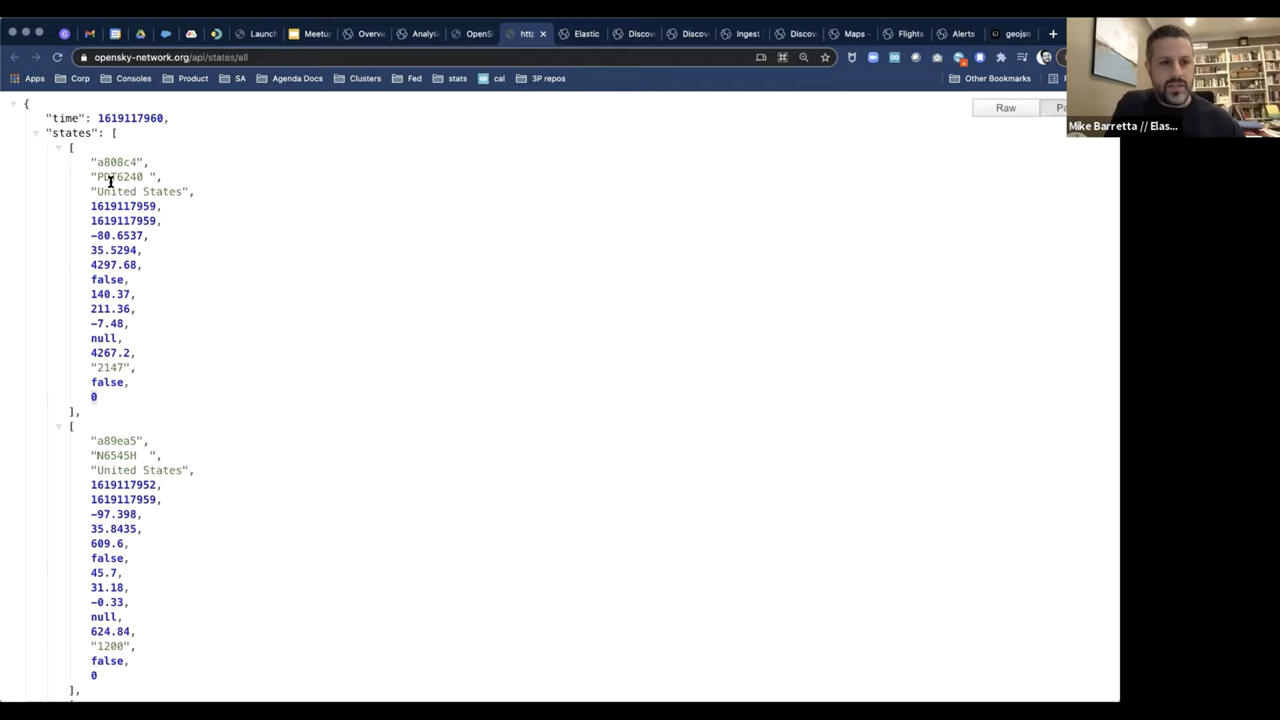 Launch
Meetup
Overvi
Analyti
OpenS
http
Elastic
Discov
Discov
Ingest
Discov
Maps -
Flights
Alerts
geojso
opensky-network.org/api/states/all
Apps
Corp
Consoles
Product
SA
Agenda Docs
Clusters
Fed
stats
cal
3P repos
Other Bookmarks
Raw
Mike Barretta // Elas...
{
"time": 1619117960,
"states": [
[
"a808c4",
"PDT6240 ",
"United States",
1619117959,
1619117959,
-80.6537,
35.5294,
4297.68,
false,
140.37,
211.36,
-7.48,
null,
4267.2,
"2147",
false,
0
],
[
"a89ea5",
"N6545H  ",
"United States",
1619117952,
1619117959,
-97.398,
35.8435,
609.6,
false,
45.7,
31.18,
-0.33,
null,
624.84,
"1200",
false,
0
],